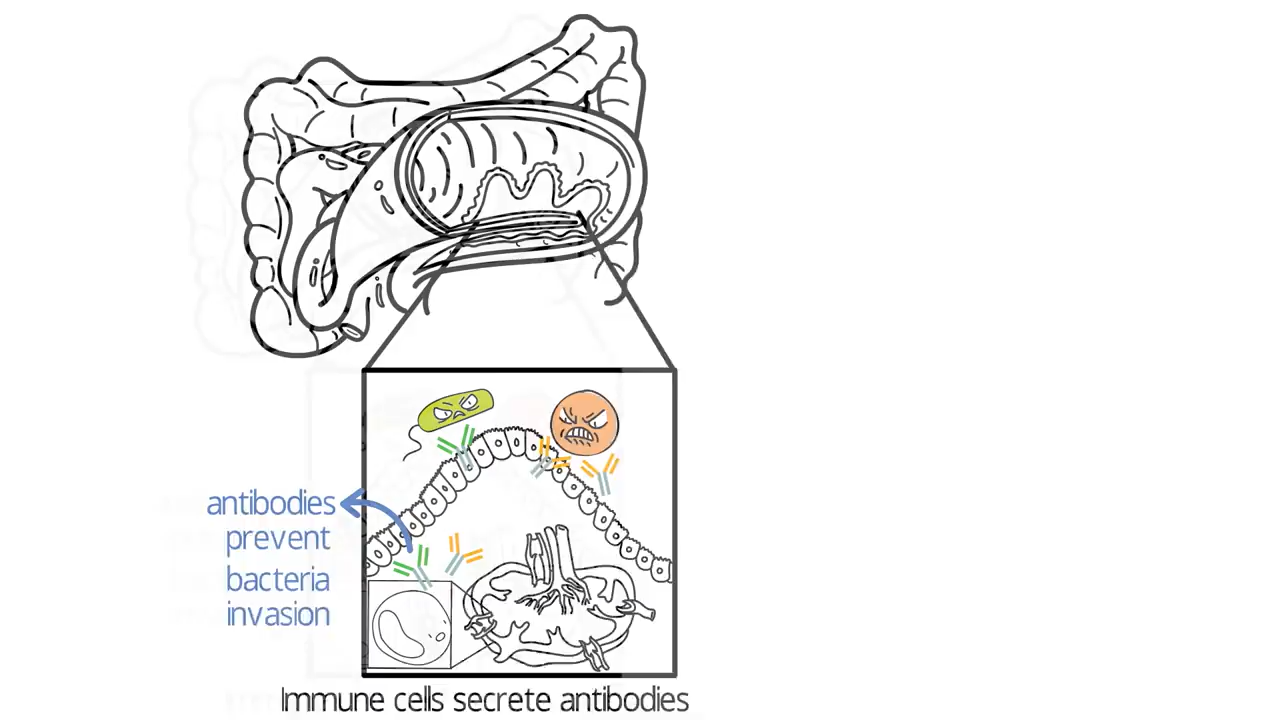 antibodies
prevent
bacteria
invasion
Immune cells secrete antibodies